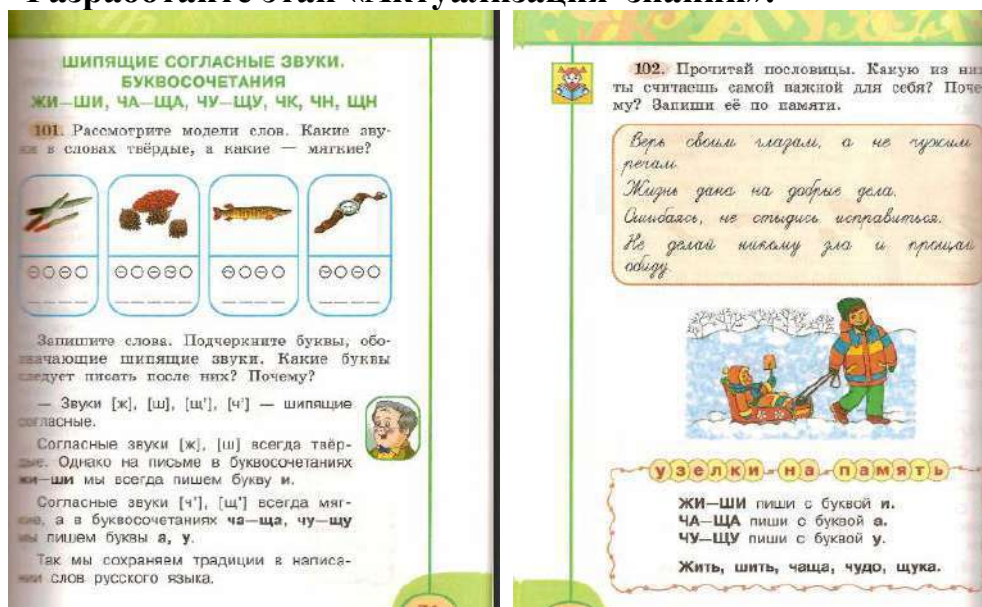 Разработайте этап «Актуализация знаний».
ШИПЯЩИЕ СОГЛАСНЫЕ ЗВУКИ.
БУКВОСОЧЕТАНИЯ
ЖИ—ШИ, ЧА—ЩА, ЧУ—ЩУ, ЧК, ЧН, ЩН
101. Рассмотрите модели слов. Какие зву-
в словах твёрдые, а какие — мягкие?
Запишите слова. Подчеркните буквы, обо-
значающие шипящие звуки. Какие буквы
следует писать после них? Почему?
— Звуки [ж], [ш], [щ'], [ч'] — шипящие
согласные.
Согласные звуки [ж], [ш] всегда твёр-
дые. Однако на письме в буквосочетаниях
жи—ши мы всегда пишем букву и.
Согласные звуки [ч'], [щ'] всегда мяг-
кие, а в буквосочетаниях ча—ща, чу—щу
мы пишем буквы а, у.
Так мы сохраняем традиции в написа-
нии слов русского языка.
102. Прочитай пословицы. Какую из них
ты считаешь самой важной для себя? Поче-
му? Запиши её по памяти.
Верь своим глазам, а не чужим
речам.
Жизнь дана на добрые дела.
Ошибаясь, не стыдись исправиться.
Не делай никому зла и прощай
обиду.
узелки на память
ЖИ—ШИ пиши с буквой и.
ЧА—ЩА пиши с буквой а.
ЧУ—ЩУ пиши с буквой у.
Жить, шить, чаща, чудо, щука.